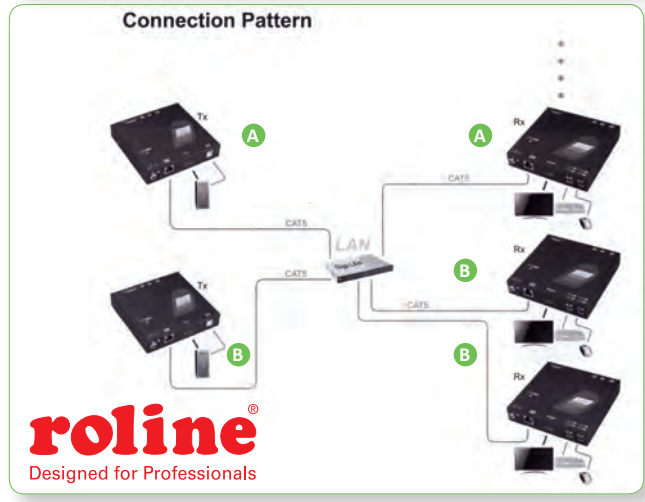 Connection Pattern
Tx
A
A
Rx
CAT5
CAT5
LAN
Rx
B
Tx
CAT5
CAT5
B
B
Rx
roline®
Designed for Professionals